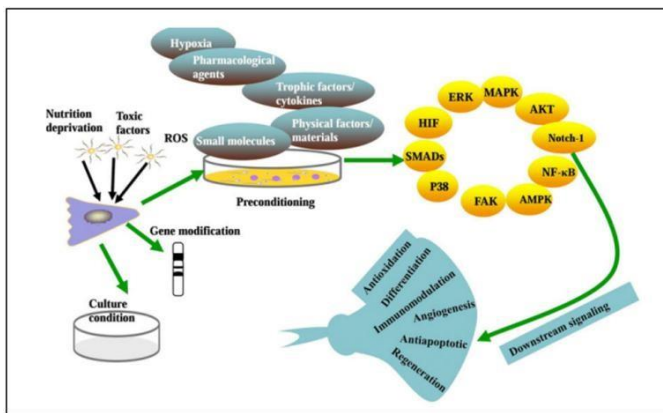 Hypoxia
Pharmacological
agents
Trophic factors/
cytokines
Physical factors/
materials
Small molecules
Nutrition
deprivation
Toxic
factors
ROS
Preconditioning
Gene modification
Culture
condition
ERK
MAPK
AKT
HIF
Notch-1
SMADs
NF-κB
P38
FAK
AMPK
Antioxidation
Differentiation
Immunomodulation
Angiogenesis
Antiapoptotic
Regeneration
Downstream signaling